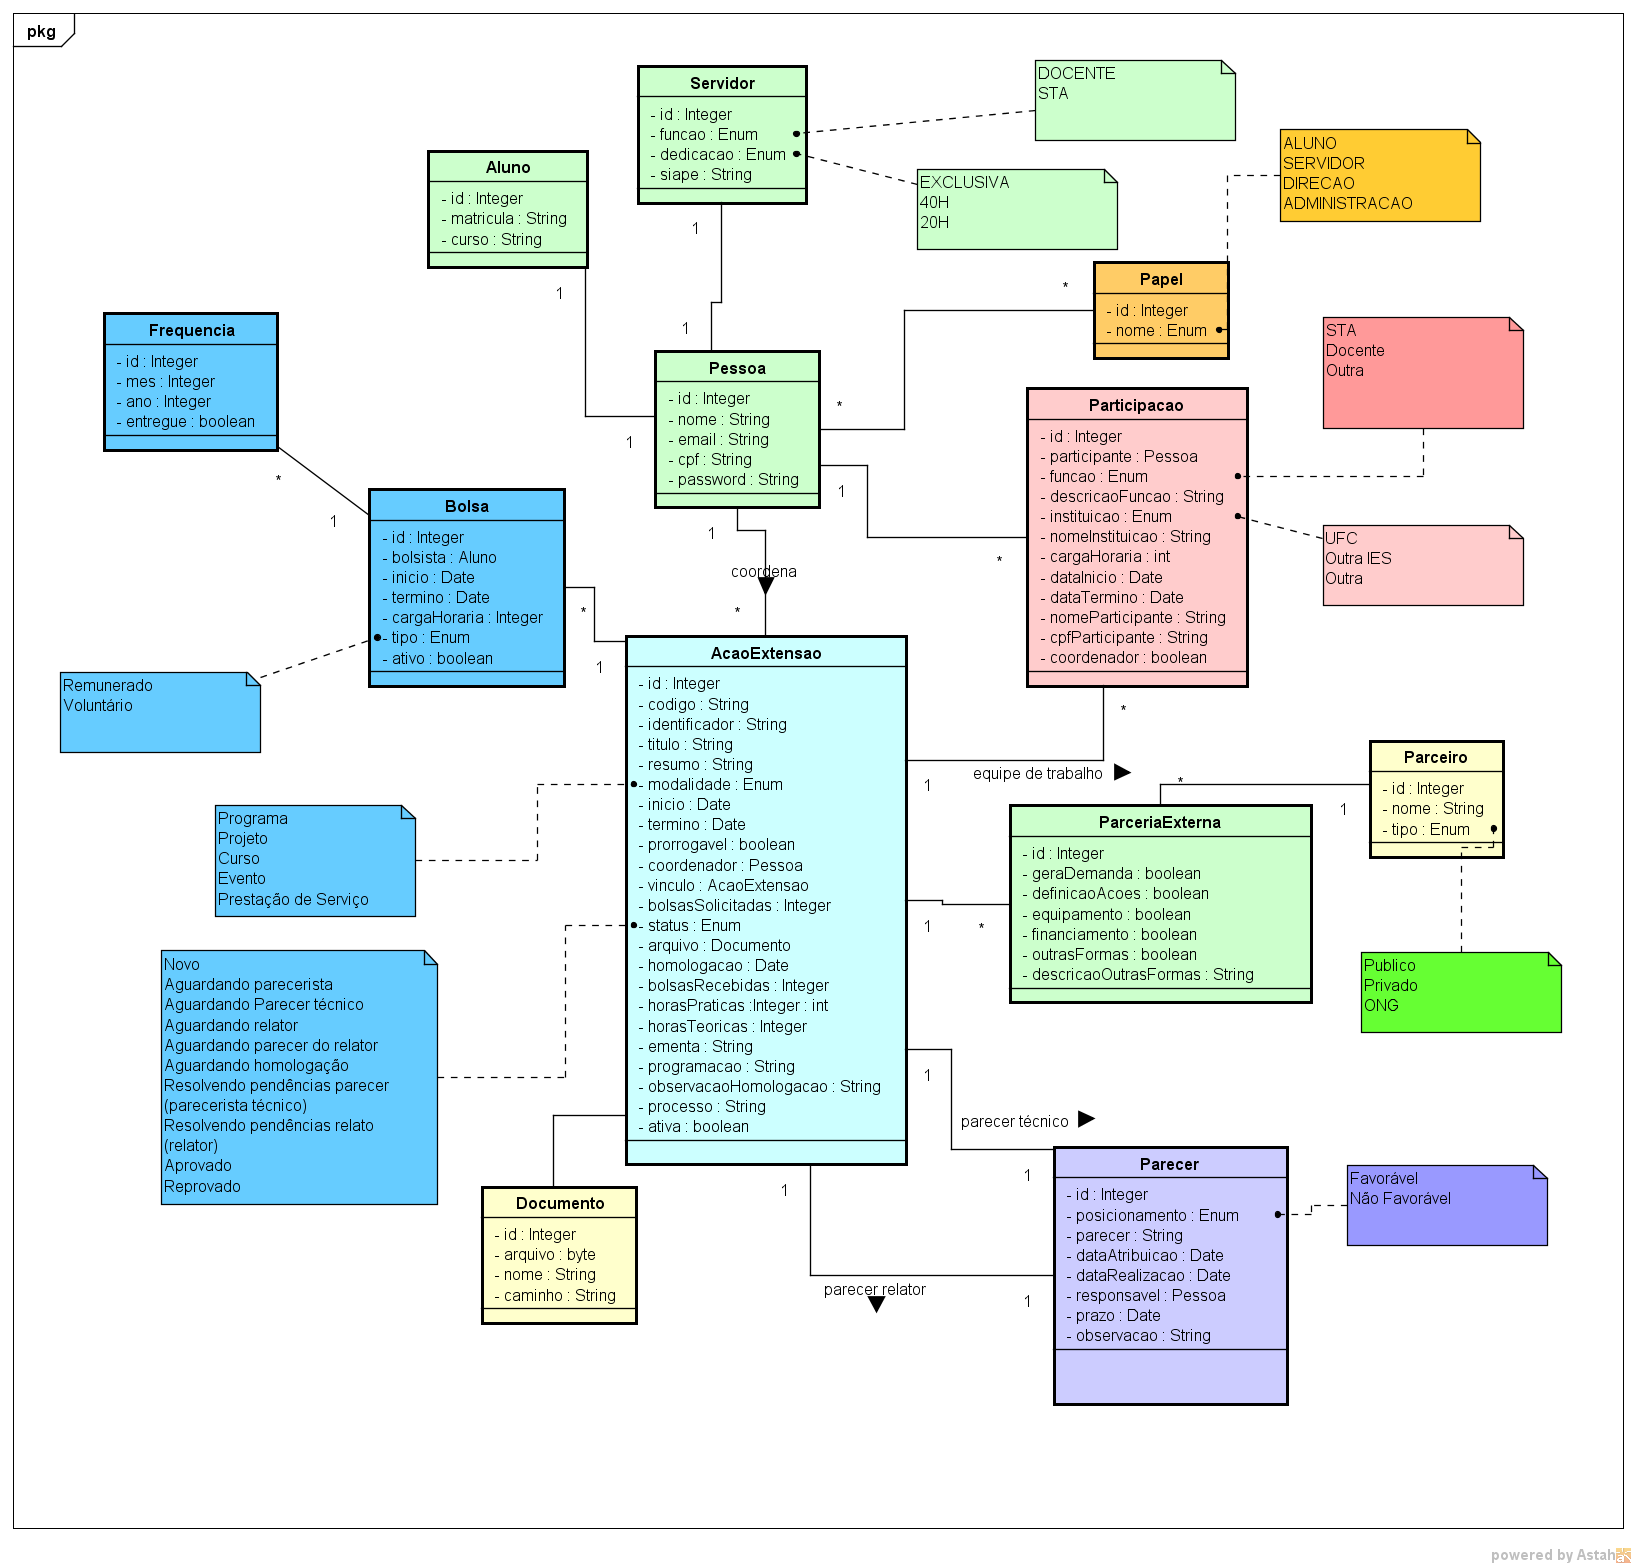 pkg
Servidor
- id : Integer
- funcao : Enum
- dedicacao : Enum
- siape : String
DOCENTE
STA
EXCLUSIVA
40H
20H
ALUNO
SERVIDOR
DIRECAO
ADMINISTRACAO
Aluno
- id : Integer
- matricula : String
- curso : String
1
1
1
1
Papel
- id : Integer
- nome : Enum
*
*
Frequencia
- id : Integer
- mes : Integer
- ano : Integer
- entregue : boolean
*
1
Pessoa
- id : Integer
- nome : String
- email : String
- cpf : String
- password : String
1
*
1
coordena
*
STA
Docente
Outra
Participacao
- id : Integer
- participante : Pessoa
- funcao : Enum
- descricaoFuncao : String
- instituicao : Enum
- nomeInstituicao : String
- cargaHoraria : int
- dataInicio : Date
- dataTermino : Date
- nomeParticipante : String
- cpfParticipante : String
- coordenador : boolean
UFC
Outra IES
Outra
Bolsa
- id : Integer
- bolsista : Aluno
- inicio : Date
- termino : Date
- cargaHoraria : Integer
- tipo : Enum
- ativo : boolean
*
1
Remunerado
Voluntário
AcaoExtensao
- id : Integer
- codigo : String
- identificador : String
- titulo : String
- resumo : String
- modalidade : Enum
- inicio : Date
- termino : Date
- prorrogavel : boolean
- coordenador : Pessoa
- vinculo : AcaoExtensao
- bolsasSolicitadas : Integer
- status : Enum
- arquivo : Documento
- homologacao : Date
- bolsasRecebidas : Integer
- horasPraticas :Integer : int
- horasTeoricas : Integer
- ementa : String
- programacao : String
- observacaoHomologacao : String
- processo : String
- ativa : boolean
*
equipe de trabalho
1
Parceiro
- id : Integer
- nome : String
- tipo : Enum
*
1
ParceriaExterna
- id : Integer
- geraDemanda : boolean
- definicaoAcoes : boolean
- equipamento : boolean
- financiamento : boolean
- outrasFormas : boolean
- descricaoOutrasFormas : String
1
*
Publico
Privado
ONG
Programa
Projeto
Curso
Evento
Prestação de Serviço
Novo
Aguardando parecerista
Aguardando Parecer técnico
Aguardando relator
Aguardando parecer do relator
Aguardando homologação
Resolvendo pendências parecer
(parecerista técnico)
Resolvendo pendências relato
(relator)
Aprovado
Reprovado
1
parecer técnico
1
Parecer
- id : Integer
- posicionamento : Enum
- parecer : String
- dataAtribuicao : Date
- dataRealizacao : Date
- responsavel : Pessoa
- prazo : Date
- observacao : String
Favorável
Não Favorável
1
parecer relator
1
Documento
- id : Integer
- arquivo : byte
- nome : String
- caminho : String
powered by Astah